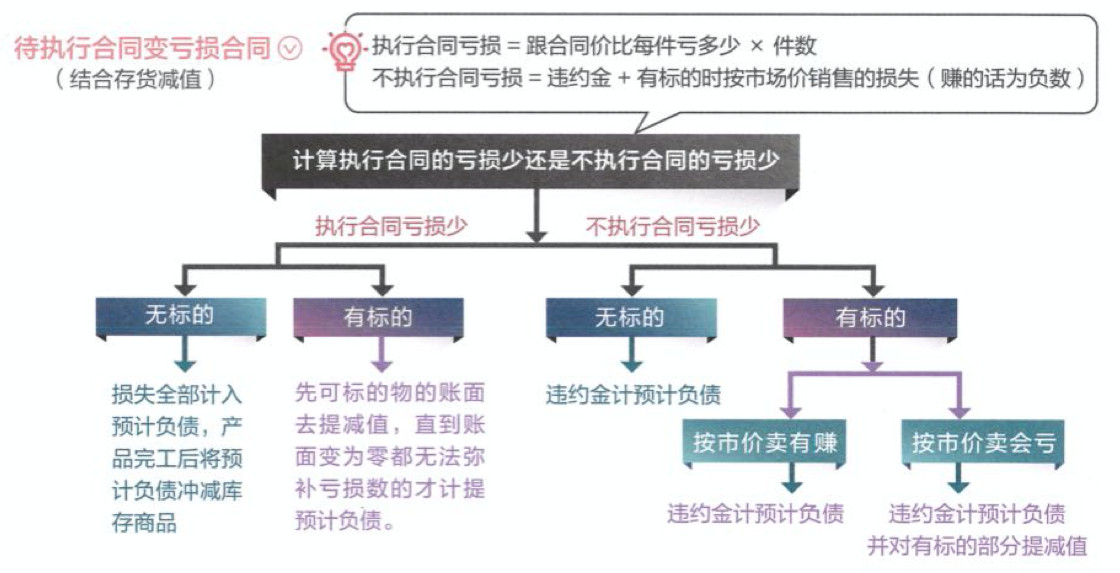 待执行合同变亏损合同
（结合存货减值）
执行合同亏损 = 跟合同价比每件亏多少 × 件数
不执行合同亏损 = 违约金 + 有标的时按市场价销售的损失（赚的话为负数）
计算执行合同的亏损少还是不执行合同的亏损少
执行合同亏损少
不执行合同亏损少
无标的
有标的
无标的
有标的
损失全部计入
预计负债，产
品完工后将预
计负债冲减库
存商品
先可标的物的账面
去提减值，直到账
面变为零都无法弥
补亏损数的才计提
预计负债。
违约金计预计负债
按市价卖有赚
按市价卖会亏
违约金计预计负债
违约金计预计负债
并对有标的部分提减值